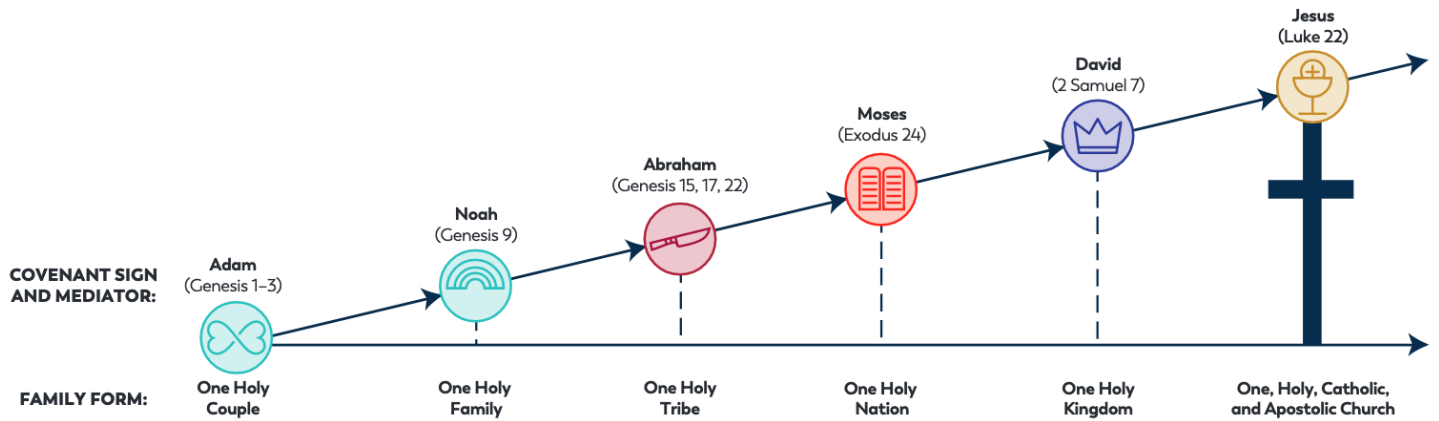 Jesus
(Luke 22)
David
(2 Samuel 7)
Moses
(Exodus 24)
Abraham
(Genesis 15, 17, 22)
Noah
(Genesis 9)
Adam
(Genesis 1–3)
COVENANT SIGN
AND MEDIATOR:
FAMILY FORM:
One Holy
Couple
One Holy
Family
One Holy
Tribe
One Holy
Nation
One Holy
Kingdom
One, Holy, Catholic,
and Apostolic Church